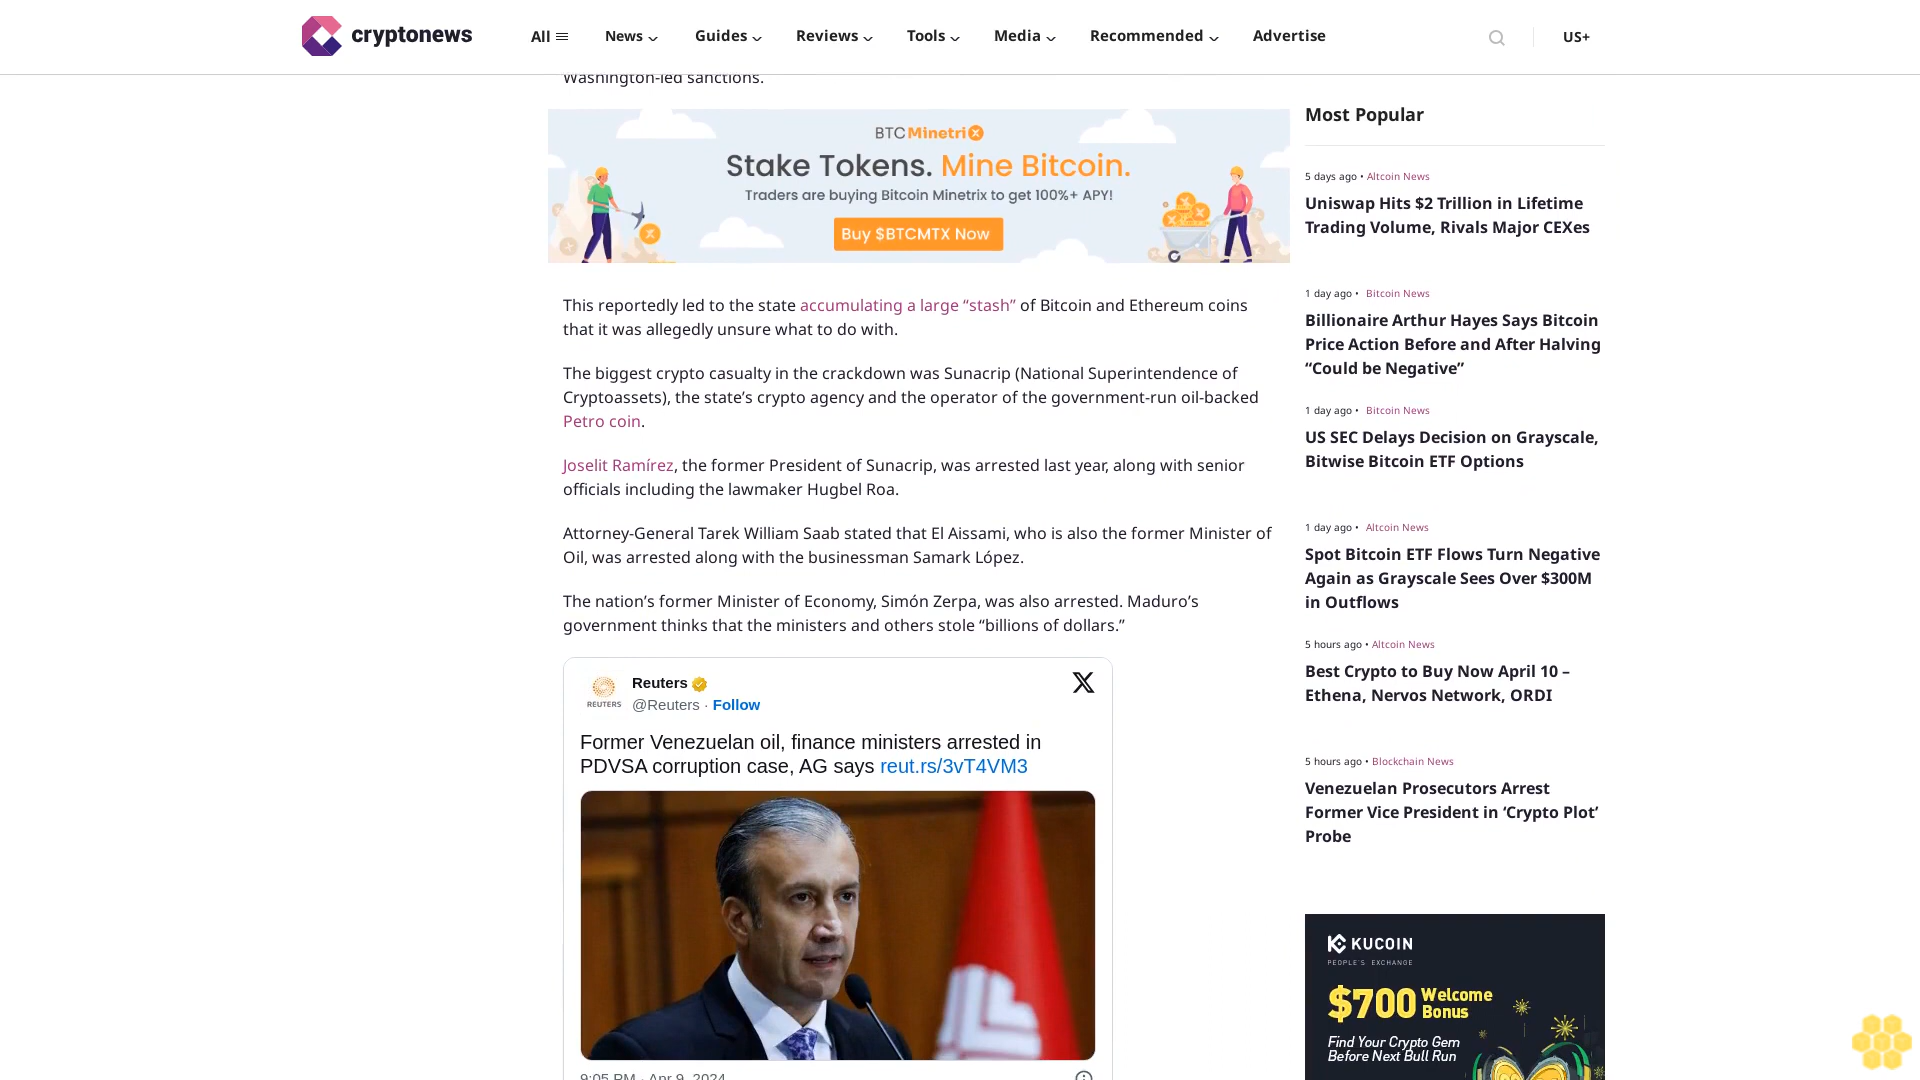 cryptonews
All
News
Guides
Reviews
Tools
Media
Recommended
Advertise
US+
Washington-led sanctions.
BTC Minetrix
Stake Tokens. Mine Bitcoin.
Traders are buying Bitcoin Minetrix to get 100%+ APY!
Buy $BTCMTX Now
This reportedly led to the state accumulating a large “stash” of Bitcoin and Ethereum coins
that it was allegedly unsure what to do with.
The biggest crypto casualty in the crackdown was Sunacrip (National Superintendence of
Cryptoassets), the state’s crypto agency and the operator of the government-run oil-backed
Petro coin.
Joselit Ramírez, the former President of Sunacrip, was arrested last year, along with senior
officials including the lawmaker Hugbel Roa.
Attorney-General Tarek William Saab stated that El Aissami, who is also the former Minister of
Oil, was arrested along with the businessman Samark López.
The nation’s former Minister of Economy, Simón Zerpa, was also arrested. Maduro’s
government thinks that the ministers and others stole “billions of dollars.”
REUTERS
Reuters
@Reuters · Follow
Former Venezuelan oil, finance ministers arrested in
PDVSA corruption case, AG says reut.rs/3vT4VM3
9:05 PM · Apr 9, 2024
Most Popular
5 days ago • Altcoin News
Uniswap Hits $2 Trillion in Lifetime
Trading Volume, Rivals Major CEXes
1 day ago • Bitcoin News
Billionaire Arthur Hayes Says Bitcoin
Price Action Before and After Halving
“Could be Negative”
1 day ago • Bitcoin News
US SEC Delays Decision on Grayscale,
Bitwise Bitcoin ETF Options
1 day ago • Altcoin News
Spot Bitcoin ETF Flows Turn Negative
Again as Grayscale Sees Over $300M
in Outflows
5 hours ago • Altcoin News
Best Crypto to Buy Now April 10 –
Ethena, Nervos Network, ORDI
5 hours ago • Blockchain News
Venezuelan Prosecutors Arrest
Former Vice President in ‘Crypto Plot’
Probe
KUCOIN
PEOPLE'S EXCHANGE
$700 Welcome
Bonus
Find Your Crypto Gem
Before Next Bull Run